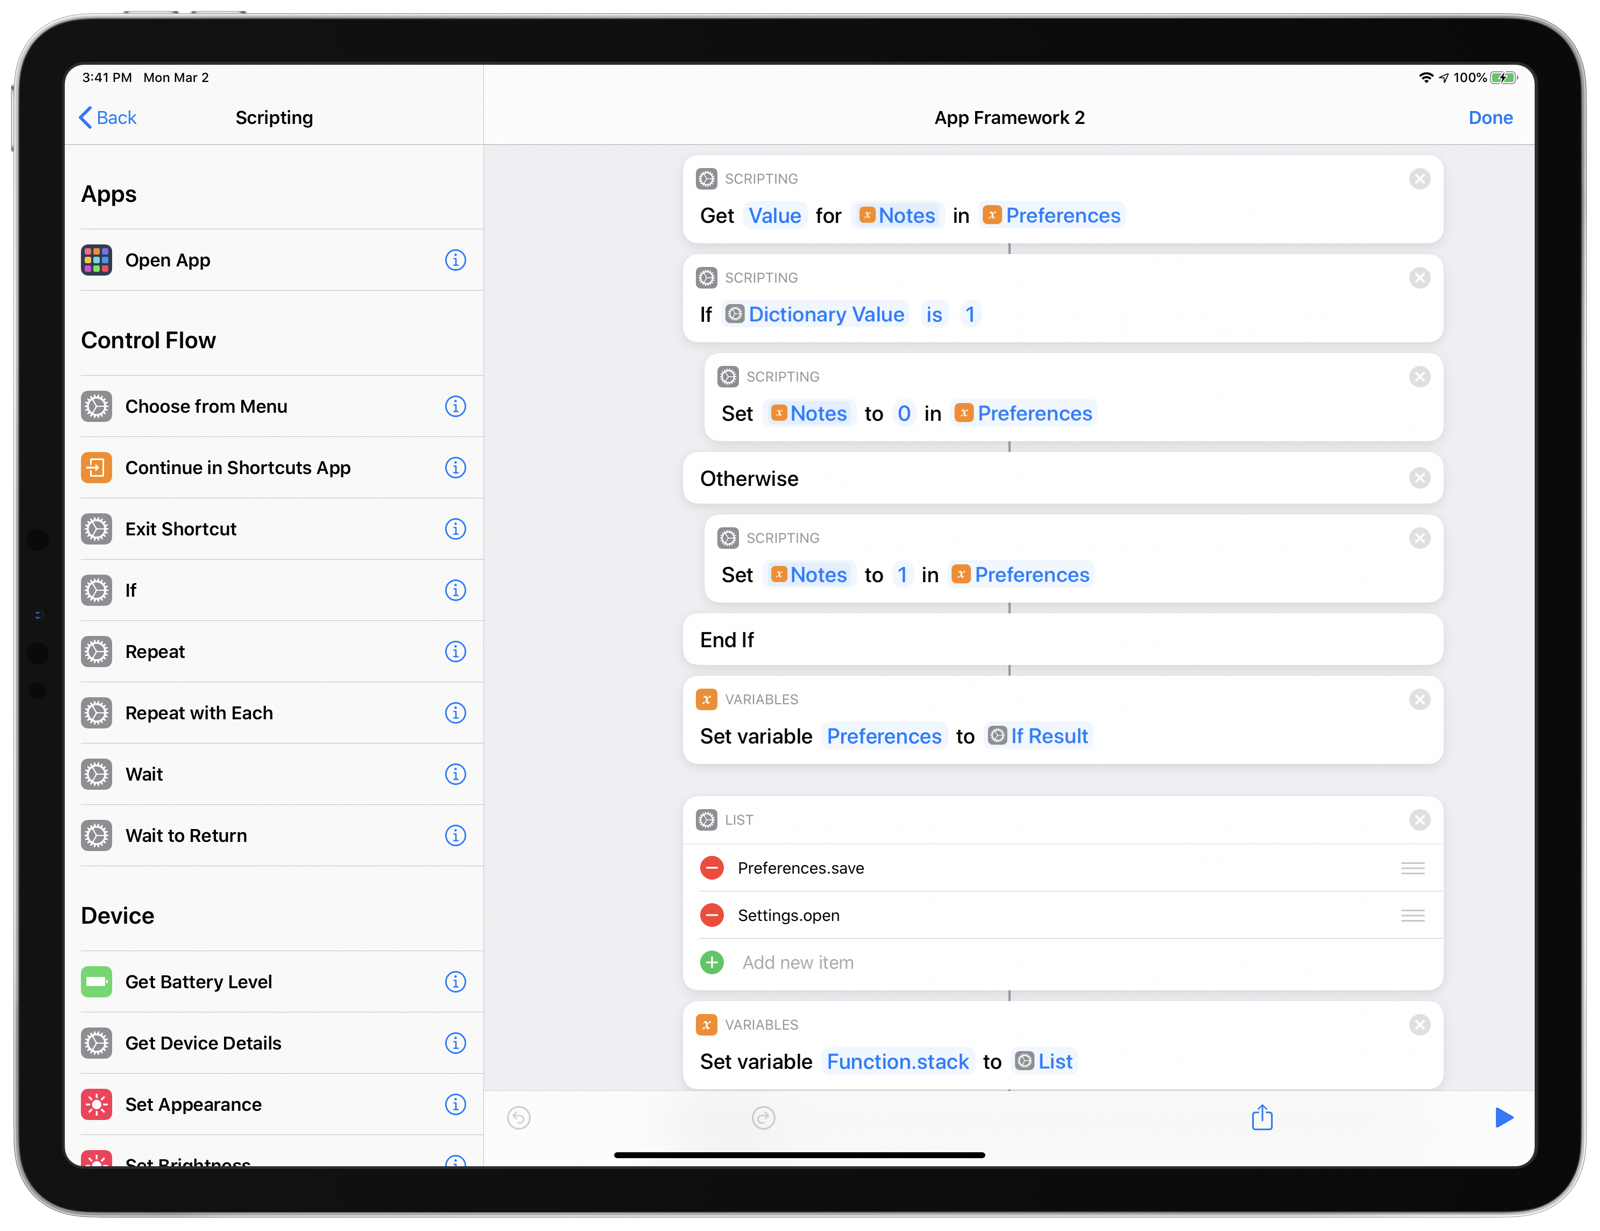 3:41 PM Mon Mar 2
100%
Back
Scripting
App Framework 2
Done
Apps
Open App
Control Flow
Choose from Menu
Continue in Shortcuts App
Exit Shortcut
If
Repeat
Repeat with Each
Wait
Wait to Return
Device
Get Battery Level
Get Device Details
Set Appearance
Set Brightness
SCRIPTING
Get Value for x Notes in x Preferences
SCRIPTING
If Dictionary Value is 1
SCRIPTING
Set x Notes to 0 in x Preferences
Otherwise
SCRIPTING
Set x Notes to 1 in x Preferences
End If
x VARIABLES
Set variable Preferences to If Result
LIST
Preferences.save
Settings.open
Add new item
x VARIABLES
Set variable Function.stack to List